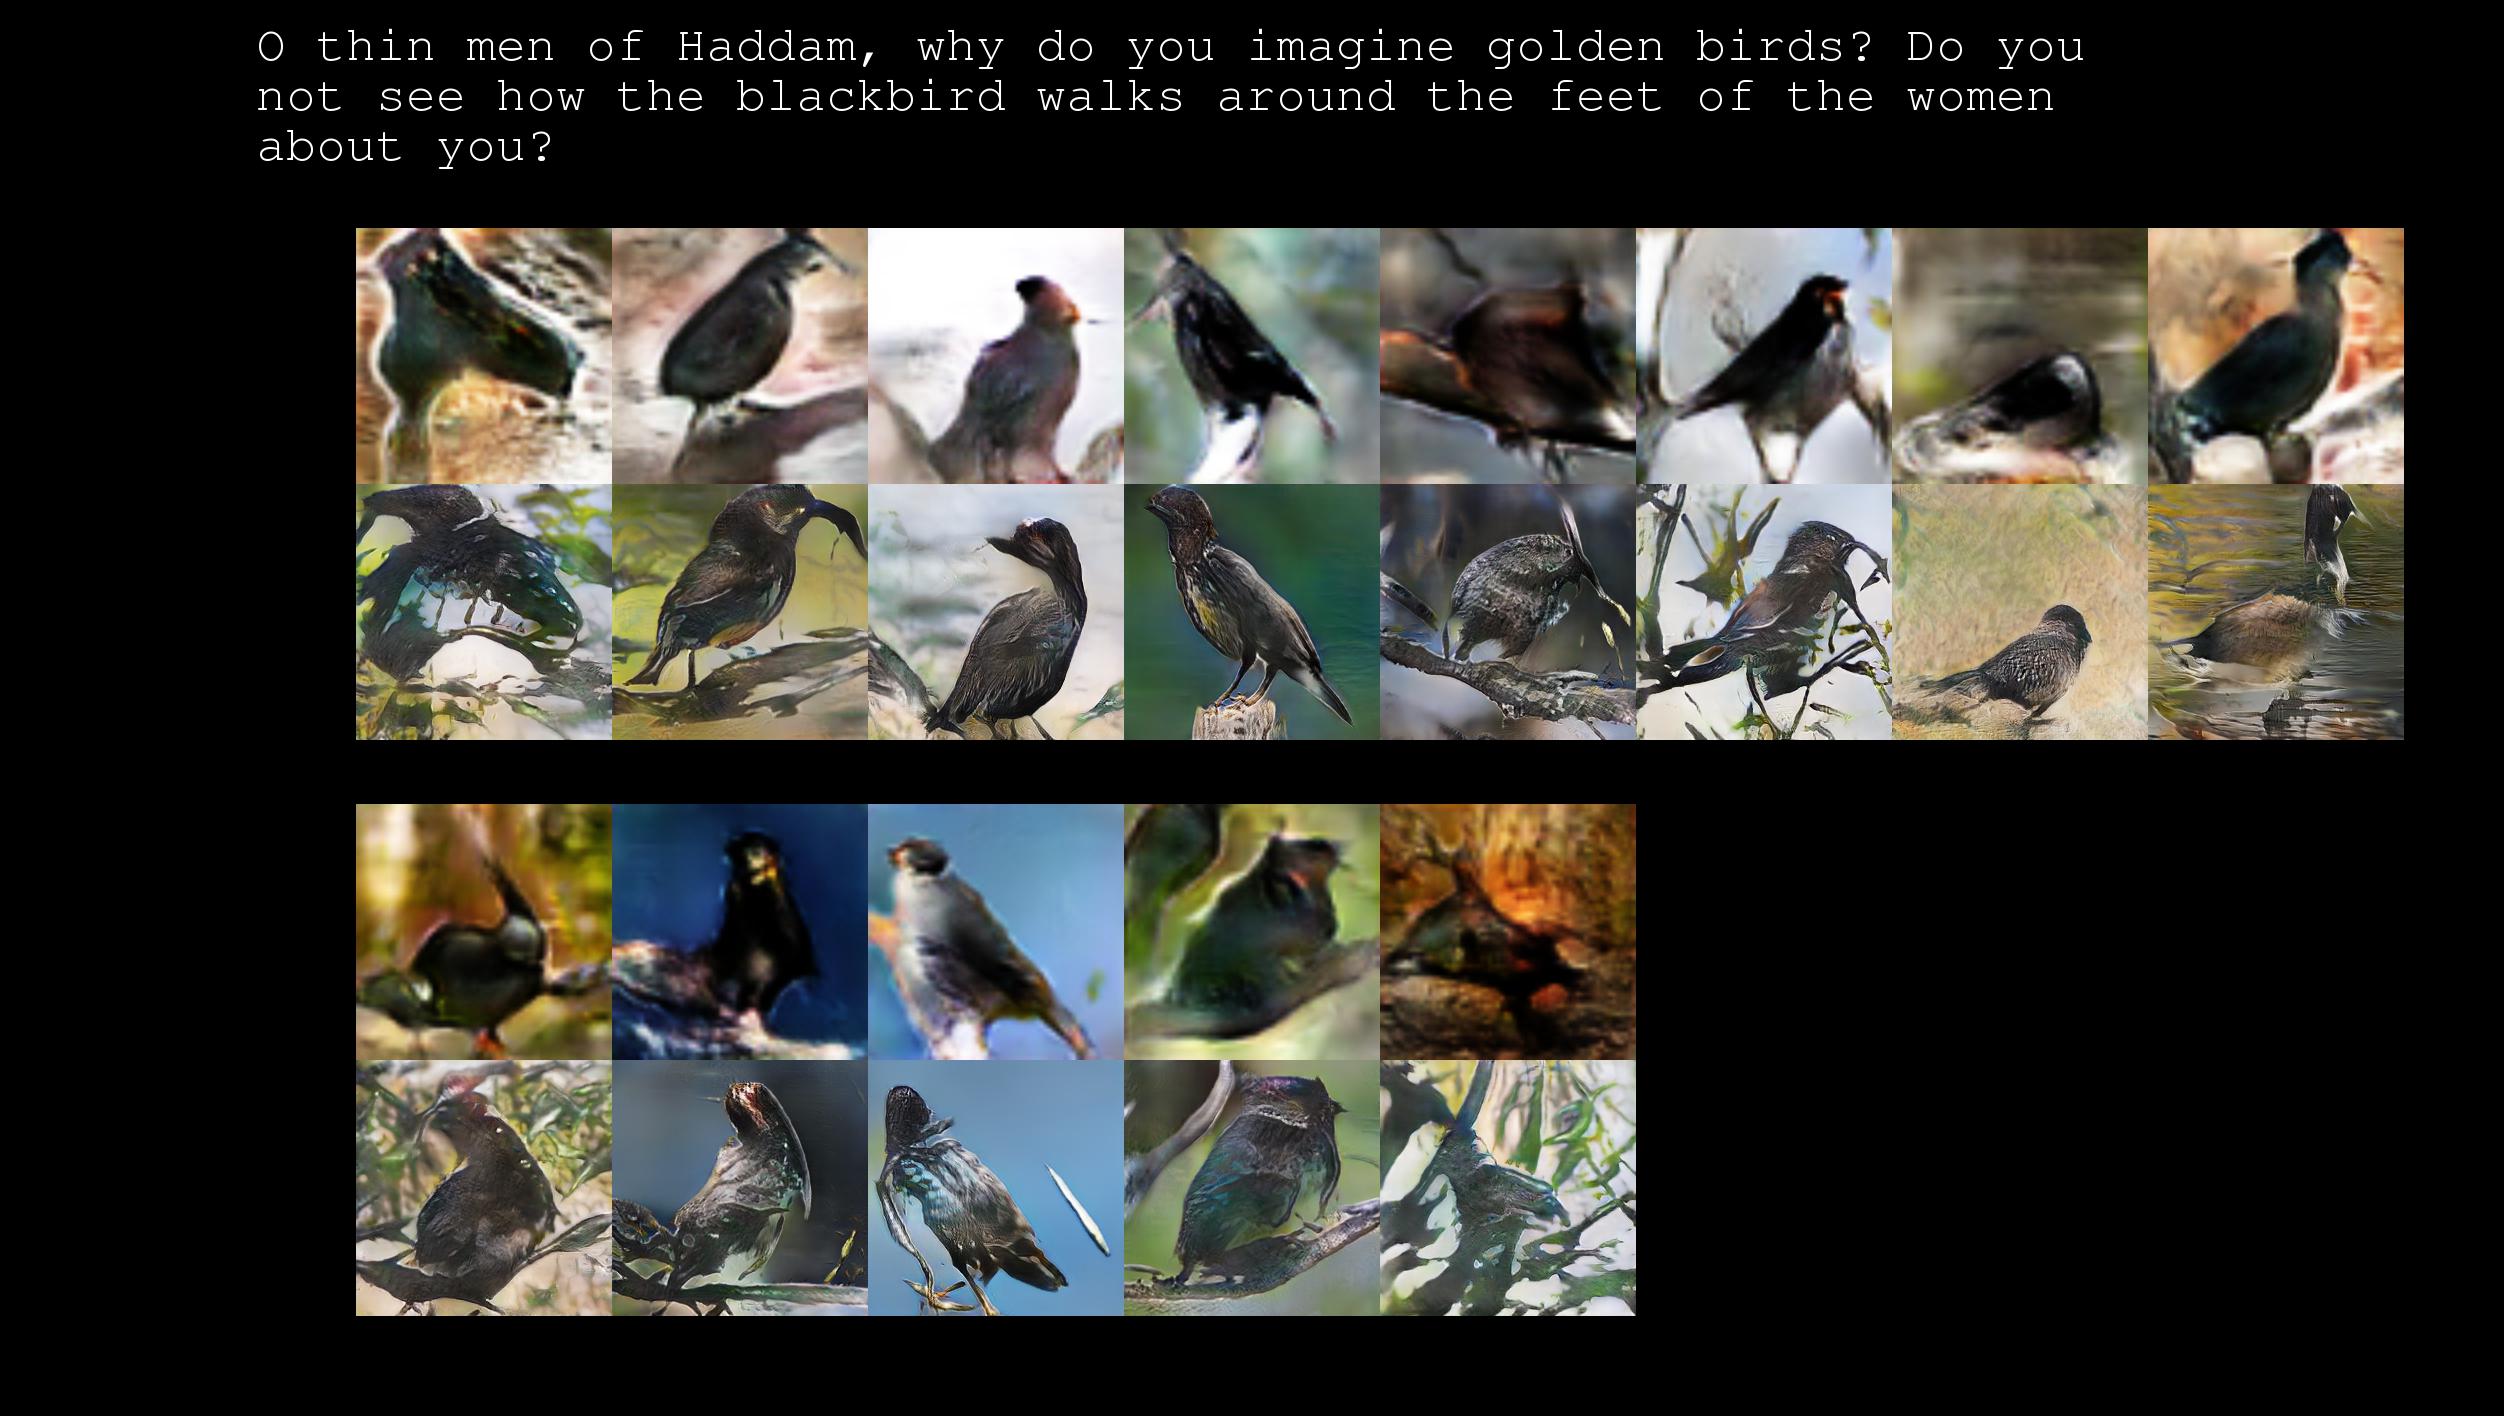 O thin men of Haddam, why do you imagine golden birds? Do you
not see how the blackbird walks around the feet of the women
about you?